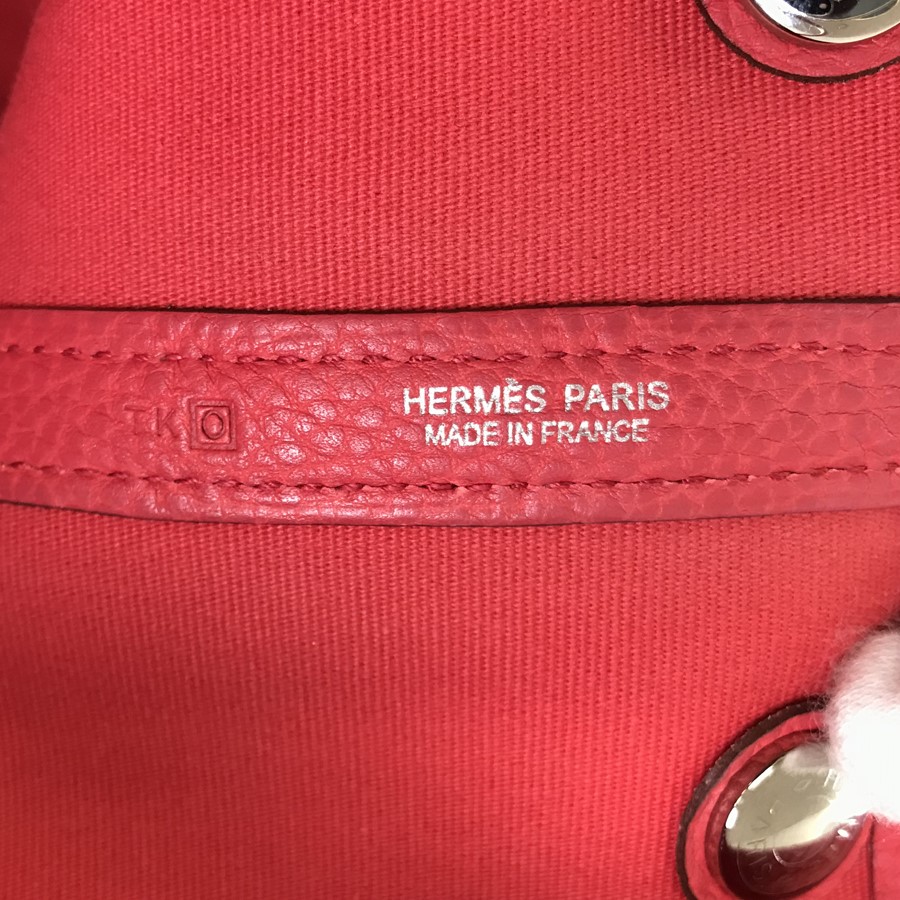 HERMÈS PARIS
MADE IN FRANCE
TK O